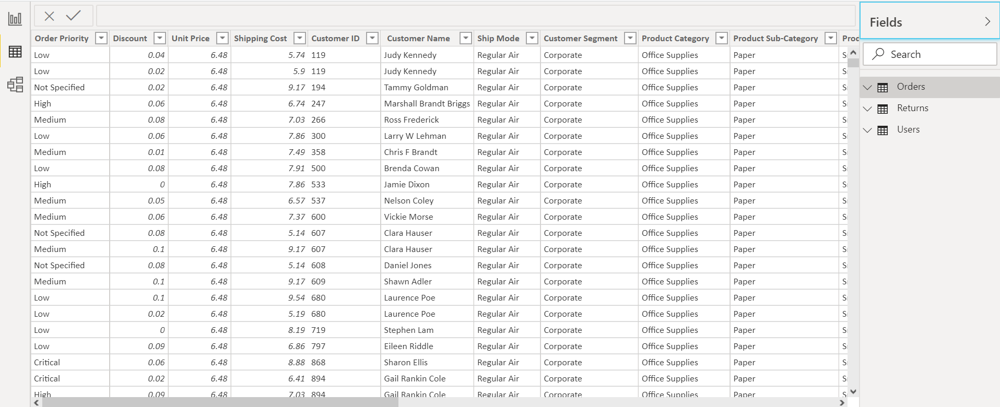 Order Priority Discount Unit Price Shipping Cost Customer ID Customer Name Ship Mode Customer Segment Product Category Product Sub-Category Prod
Low 0.04 6.48 5.74 119 Judy Kennedy Regular Air Corporate Office Supplies Paper
Low 0.02 6.48 5.9 119 Judy Kennedy Regular Air Corporate Office Supplies Paper
Not Specified 0.02 6.48 9.17 194 Tammy Goldman Regular Air Corporate Office Supplies Paper
High 0.06 6.48 6.74 247 Marshall Brandt Briggs Regular Air Corporate Office Supplies Paper
Medium 0.08 6.48 7.03 266 Ross Frederick Regular Air Corporate Office Supplies Paper
Low 0.06 6.48 7.86 300 Larry W Lehman Regular Air Corporate Office Supplies Paper
Medium 0.01 6.48 7.49 358 Chris F Brandt Regular Air Corporate Office Supplies Paper
Low 0.08 6.48 7.91 500 Brenda Cowan Regular Air Corporate Office Supplies Paper
High 0 6.48 7.86 533 Jamie Dixon Regular Air Corporate Office Supplies Paper
Medium 0.05 6.48 6.57 537 Nelson Coley Regular Air Corporate Office Supplies Paper
Medium 0.06 6.48 7.37 600 Vickie Morse Regular Air Corporate Office Supplies Paper
Not Specified 0.08 6.48 5.14 607 Clara Hauser Regular Air Corporate Office Supplies Paper
Medium 0.1 6.48 9.17 607 Clara Hauser Regular Air Corporate Office Supplies Paper
Not Specified 0.08 6.48 5.14 608 Daniel Jones Regular Air Corporate Office Supplies Paper
Medium 0.1 6.48 9.17 609 Shawn Adler Regular Air Corporate Office Supplies Paper
Low 0.1 6.48 9.54 680 Laurence Poe Regular Air Corporate Office Supplies Paper
Low 0.02 6.48 5.19 680 Laurence Poe Regular Air Corporate Office Supplies Paper
Low 0 6.48 8.19 719 Stephen Lam Regular Air Corporate Office Supplies Paper
Low 0.09 6.48 6.86 797 Eileen Riddle Regular Air Corporate Office Supplies Paper
Critical 0.06 6.48 8.88 868 Sharon Ellis Regular Air Corporate Office Supplies Paper
Critical 0.02 6.48 6.41 894 Gail Rankin Cole Regular Air Corporate Office Supplies Paper
High 0.09 6.48 7.03 894 Gail Rankin Cole Regular Air Corporate Office Supplies Paper
Fields
Search
Orders
Returns
Users